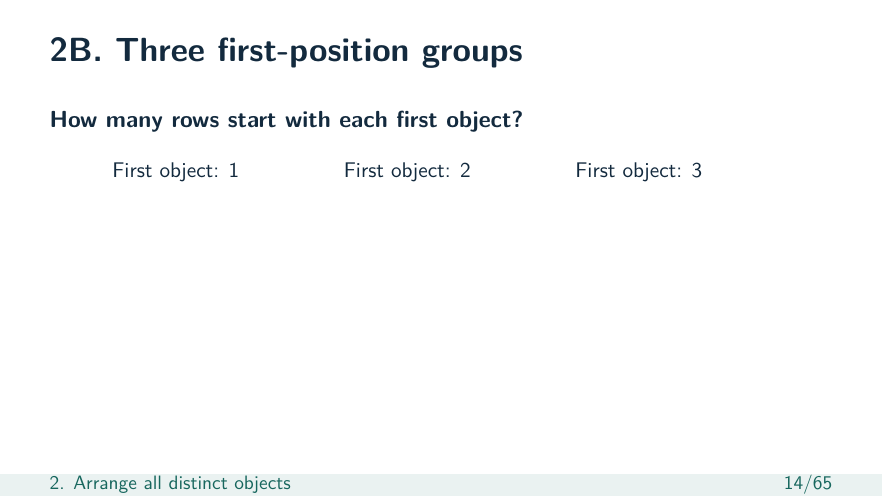 2B. Three first-position groups
How many rows start with each first object?
First object: 1 First object: 2 First object: 3
2. Arrange all distinct objects 14/65